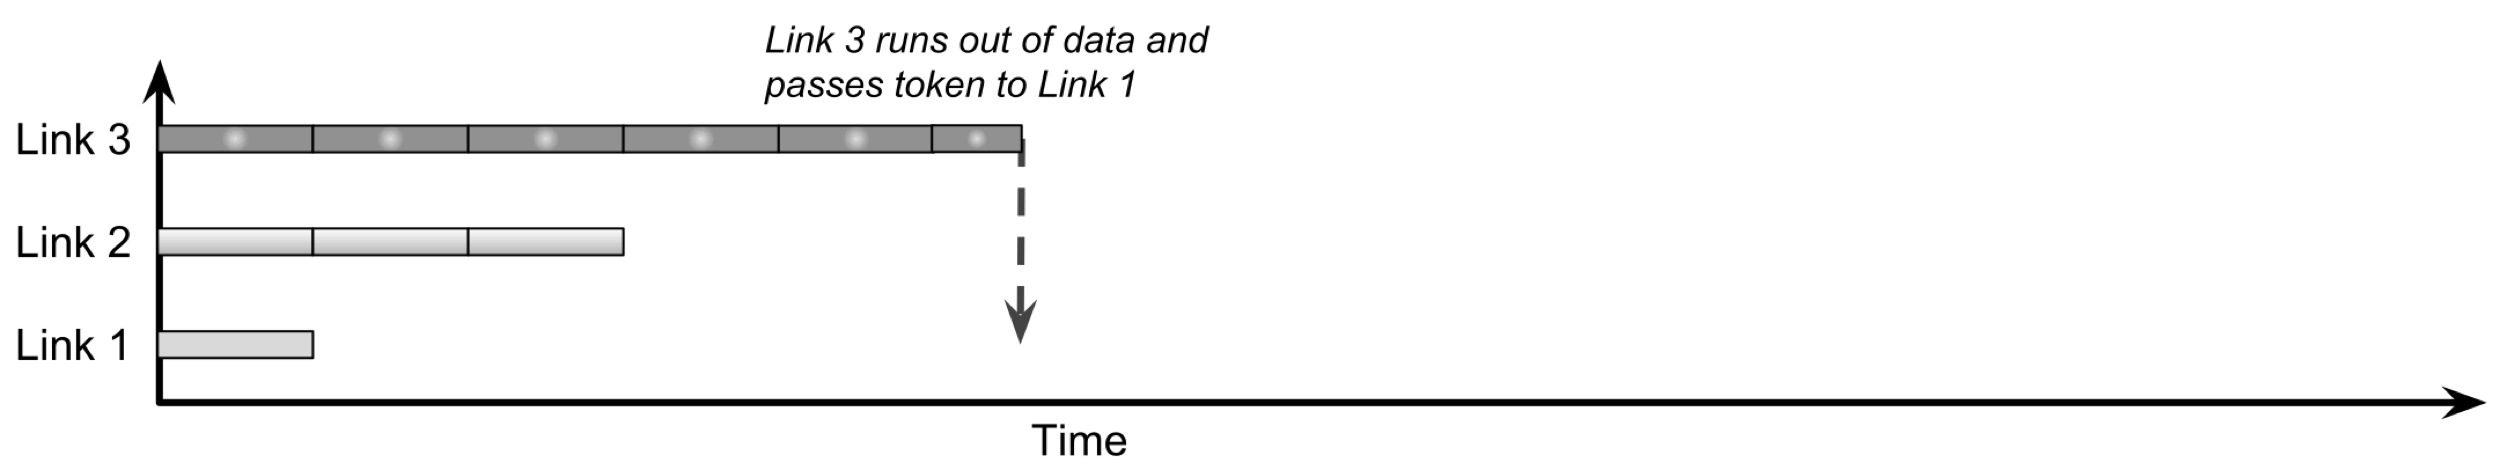 Link 3 runs out of data and
passes token to Link 1
Link 3
Link 2
Link 1
Time